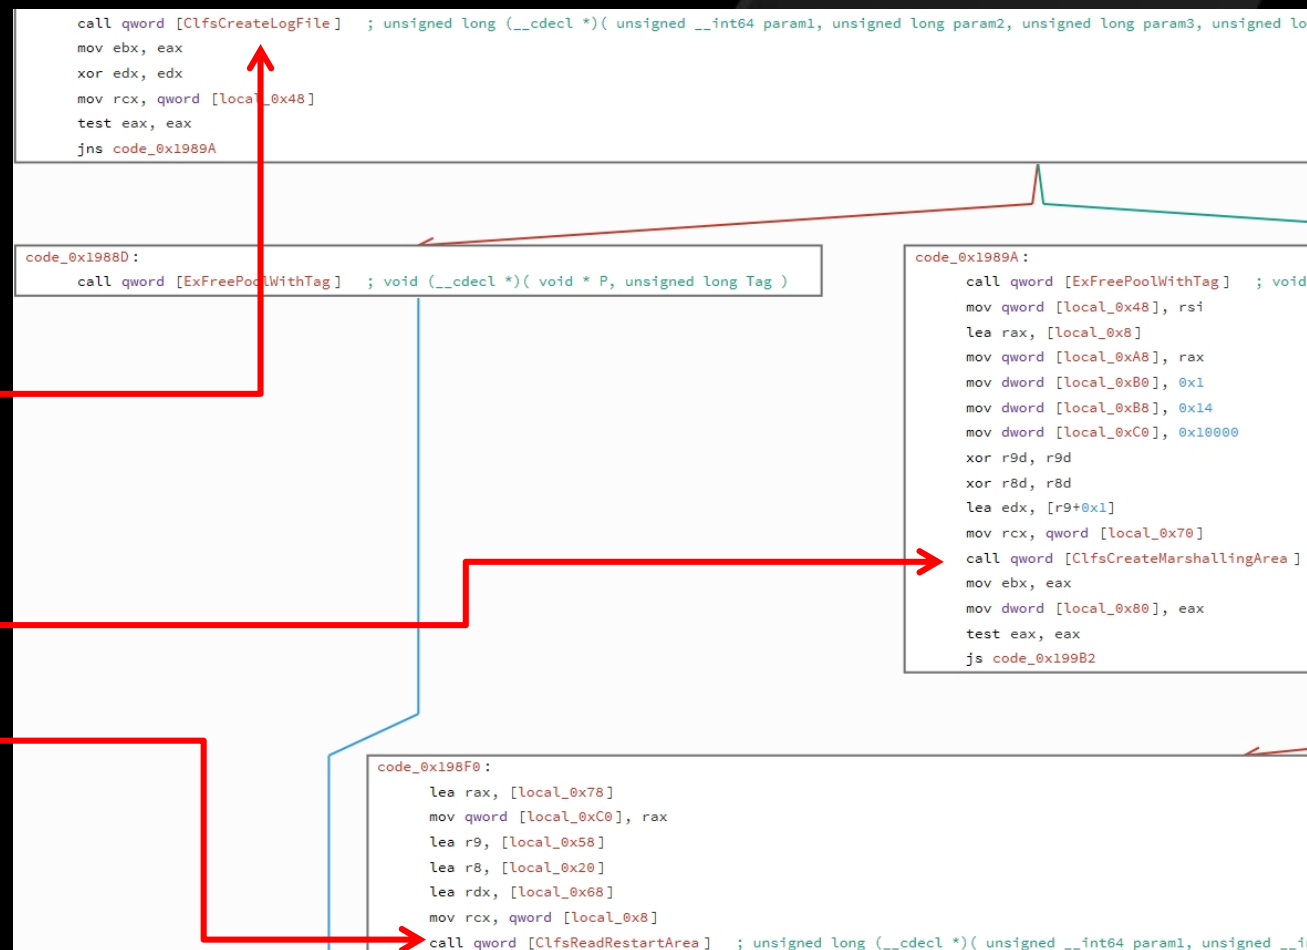 call qword [ClfsCreateLogFile] ; unsigned long (__cdecl *)( unsigned __int64 param1, unsigned long param2, unsigned long param3, unsigned lo
mov ebx, eax
xor edx, edx
mov rcx, qword [local_0x48]
test eax, eax
jns code_0x1989A
code_0x1988D:
call qword [ExFreePoolWithTag] ; void (__cdecl *)( void * P, unsigned long Tag )
code_0x1989A:
call qword [ExFreePoolWithTag] ; void
mov qword [local_0x48], rsi
lea rax, [local_0x8]
mov qword [local_0xA8], rax
mov dword [local_0xB0], 0x1
mov dword [local_0xB8], 0x14
mov dword [local_0xC0], 0x10000
xor r9d, r9d
xor r8d, r8d
lea edx, [r9+0x1]
mov rcx, qword [local_0x70]
call qword [ClfsCreateMarshallingArea]
mov ebx, eax
mov dword [local_0x80], eax
test eax, eax
js code_0x199B2
code_0x198F0:
lea rax, [local_0x78]
mov qword [local_0xC0], rax
lea r9, [local_0x58]
lea r8, [local_0x20]
lea rdx, [local_0x68]
mov rcx, qword [local_0x8]
call qword [ClfsReadRestartArea] ; unsigned long (__cdecl *)( unsigned __int64 param1, unsigned __i